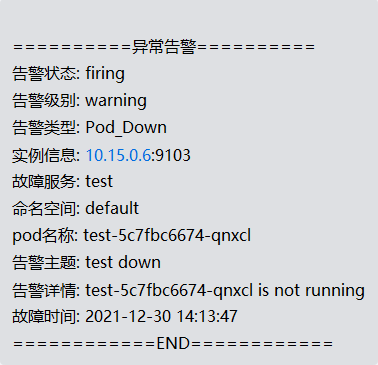 ==========异常告警==========
告警状态: firing
告警级别: warning
告警类型: Pod_Down
实例信息: 10.15.0.6:9103
故障服务: test
命名空间: default
pod名称: test-5c7fbc6674-qnxcl
告警主题: test down
告警详情: test-5c7fbc6674-qnxcl is not running
故障时间: 2021-12-30 14:13:47
============END============